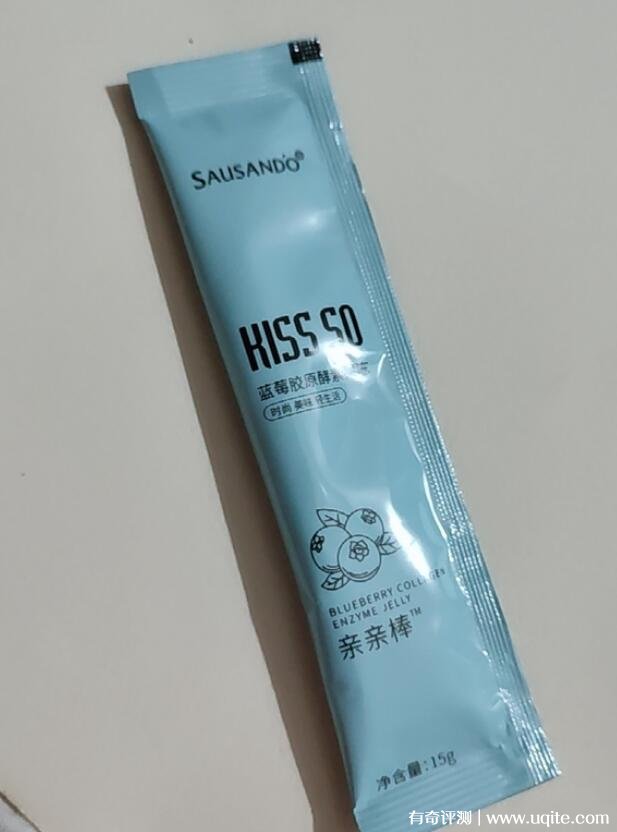 SAUSANDO®
KISS SO
蓝莓胶原酵素
时尚 美味 轻生活
BLUEBERRY COLLAGEN
ENZYME JELLY
亲亲棒™
净含量:15g
有奇评测 | www.uqite.com